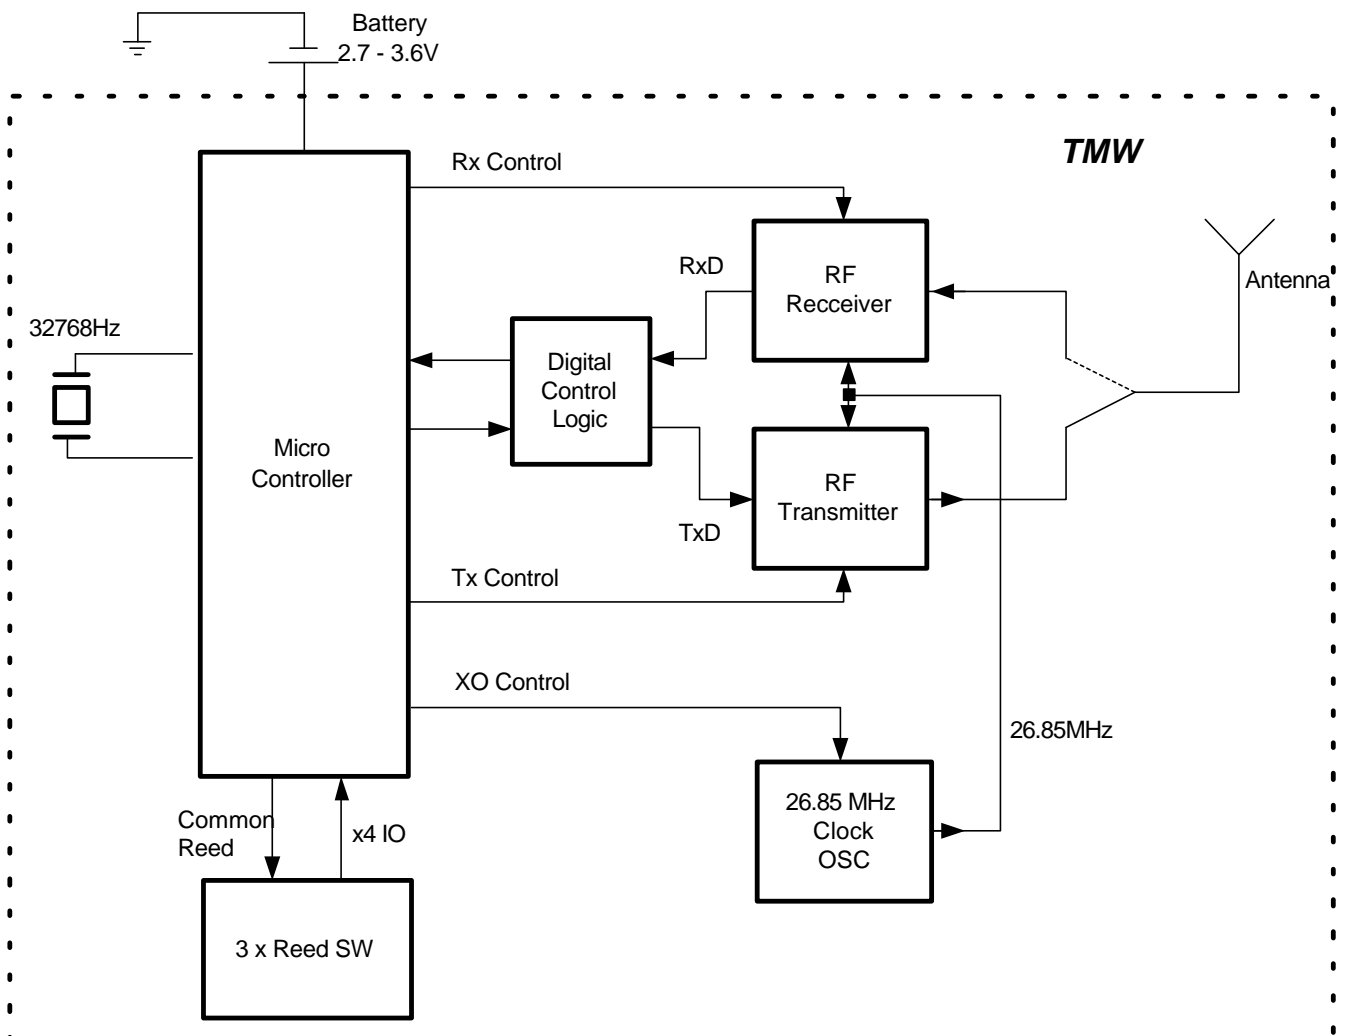 Battery
2.7 - 3.6V
TMW
Rx Control
RF
Recceiver
RxD
Antenna
32768Hz
Digital
Control
Logic
Micro
Controller
RF
Transmitter
TxD
Tx Control
XO Control
26.85MHz
26.85 MHz
Clock
OSC
Common
Reed
x4 IO
3 x Reed SW